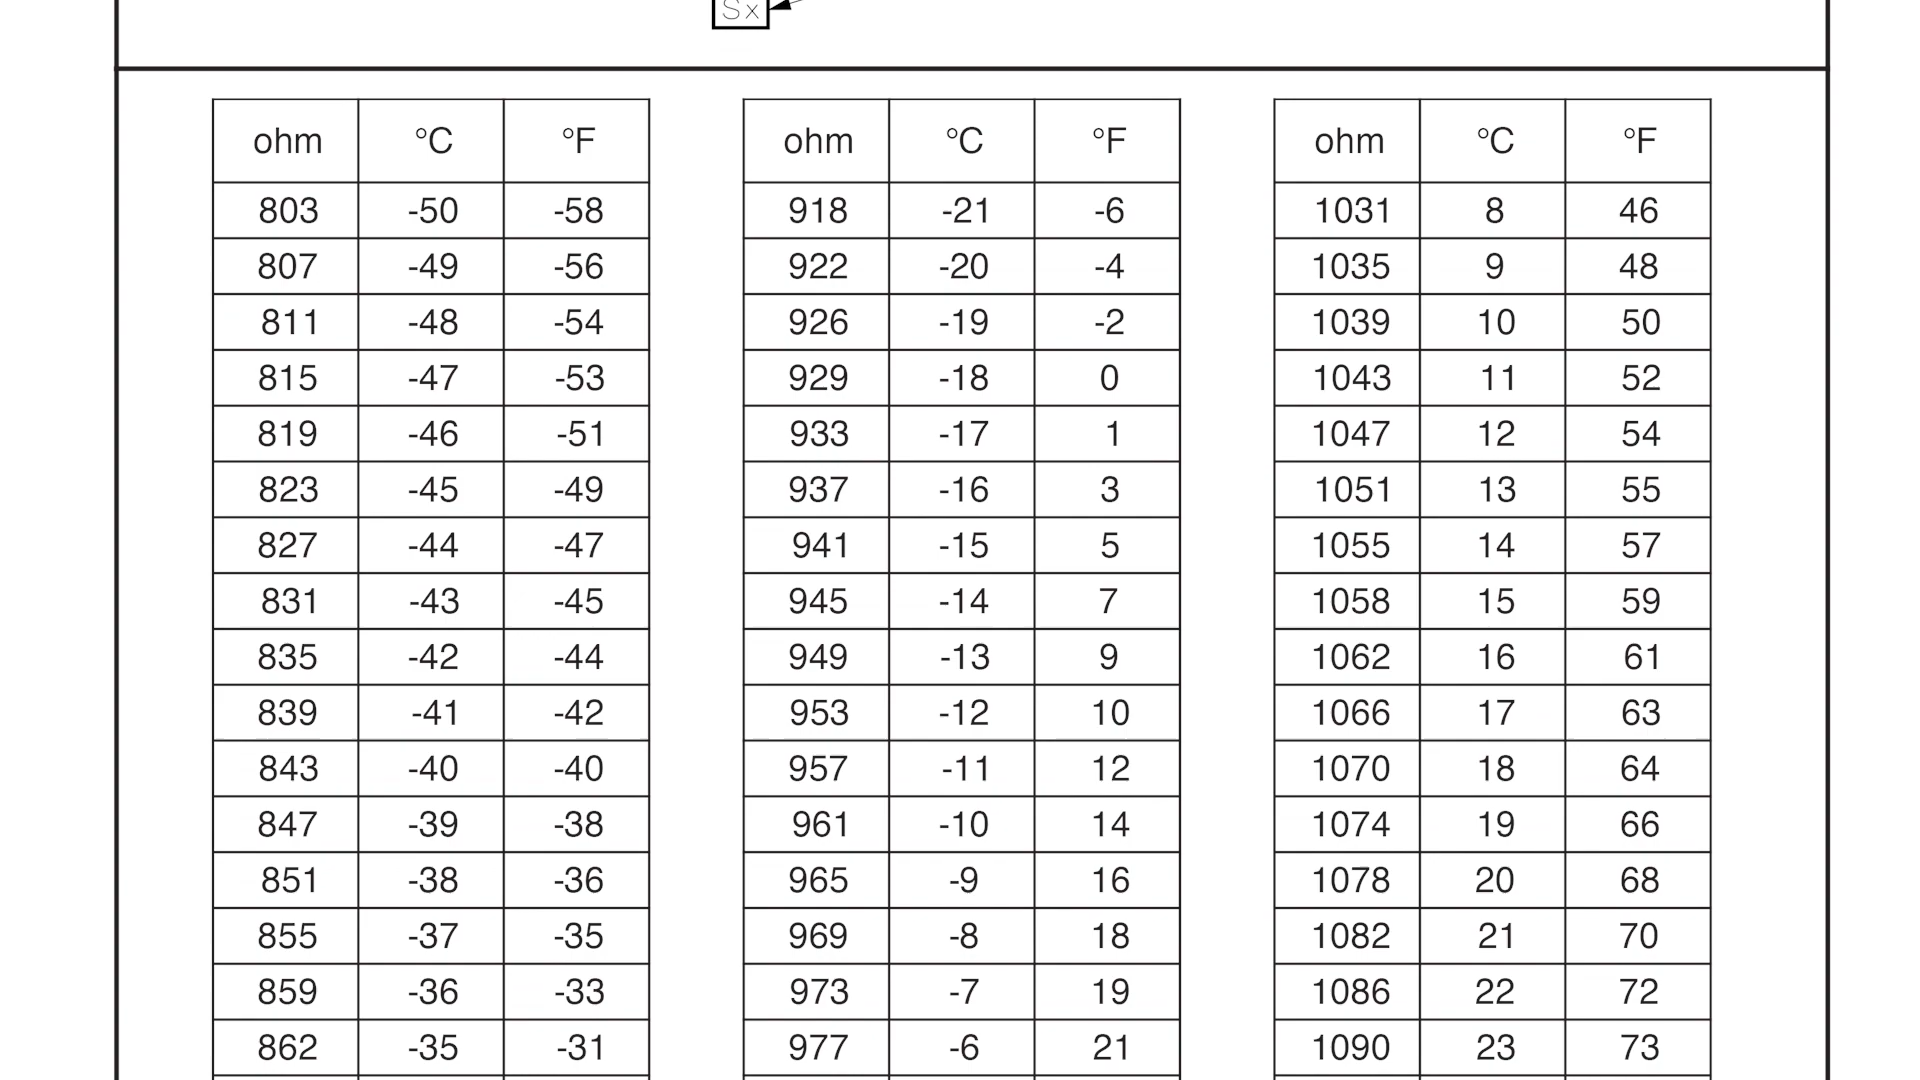 Sx
ohm °C °F ohm °C °F ohm °C °F
803 -50 -58 918 -21 -6 1031 8 46
807 -49 -56 922 -20 -4 1035 9 48
811 -48 -54 926 -19 -2 1039 10 50
815 -47 -53 929 -18 0 1043 11 52
819 -46 -51 933 -17 1 1047 12 54
823 -45 -49 937 -16 3 1051 13 55
827 -44 -47 941 -15 5 1055 14 57
831 -43 -45 945 -14 7 1058 15 59
835 -42 -44 949 -13 9 1062 16 61
839 -41 -42 953 -12 10 1066 17 63
843 -40 -40 957 -11 12 1070 18 64
847 -39 -38 961 -10 14 1074 19 66
851 -38 -36 965 -9 16 1078 20 68
855 -37 -35 969 -8 18 1082 21 70
859 -36 -33 973 -7 19 1086 22 72
862 -35 -31 977 -6 21 1090 23 73